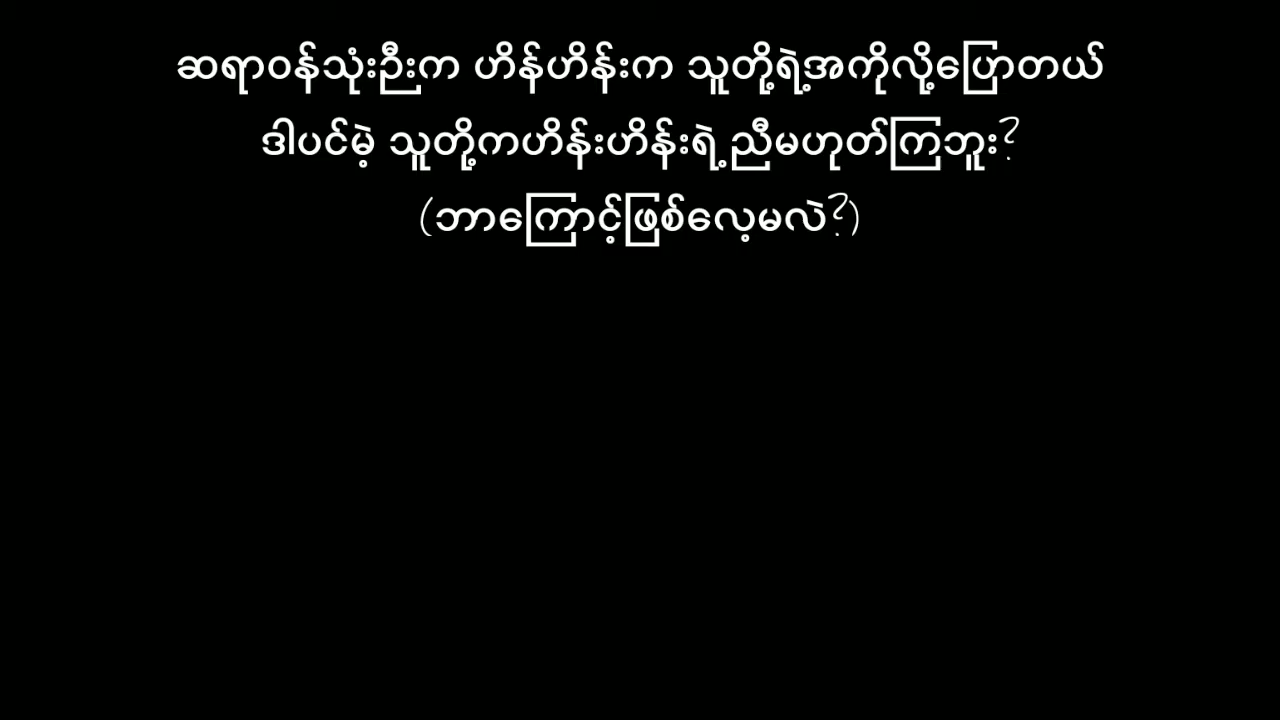 ဆရာဝန်သုံးဦးက ဟိန်ဟိန်းက သူတို့ရဲ့အကိုလို့ပြောတယ်
ဒါပင်မဲ့ သူတို့ကဟိန်းဟိန်းရဲ့ညီမဟုတ်ကြဘူး?
(ဘာကြောင့်ဖြစ်လေ့မလဲ?)